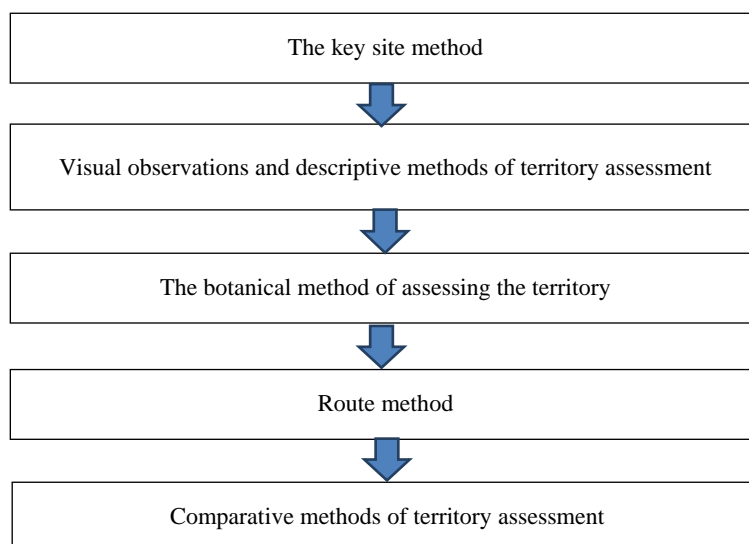 The key site method
Visual observations and descriptive methods of territory assessment
The botanical method of assessing the territory
Route method
Comparative methods of territory assessment